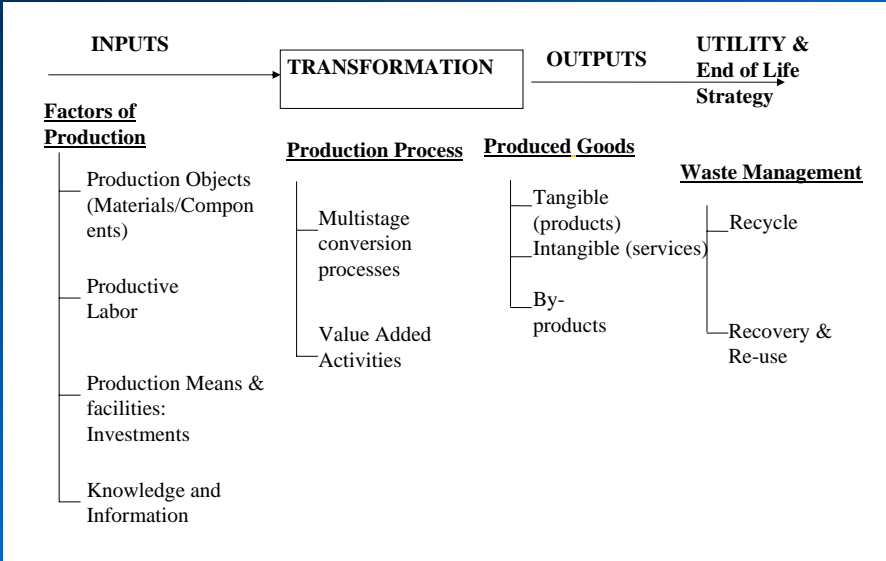 INPUTS
TRANSFORMATION
OUTPUTS
UTILITY &
End of Life
Strategy
Factors of
Production
Production Objects
(Materials/Compon
ents)
Productive
Labor
Production Means &
facilities:
Investments
Knowledge and
Information
Production Process
Multistage
conversion
processes
Value Added
Activities
Produced Goods
Tangible
(products)
Intangible (services)
By-
products
Waste Management
Recycle
Recovery &
Re-use